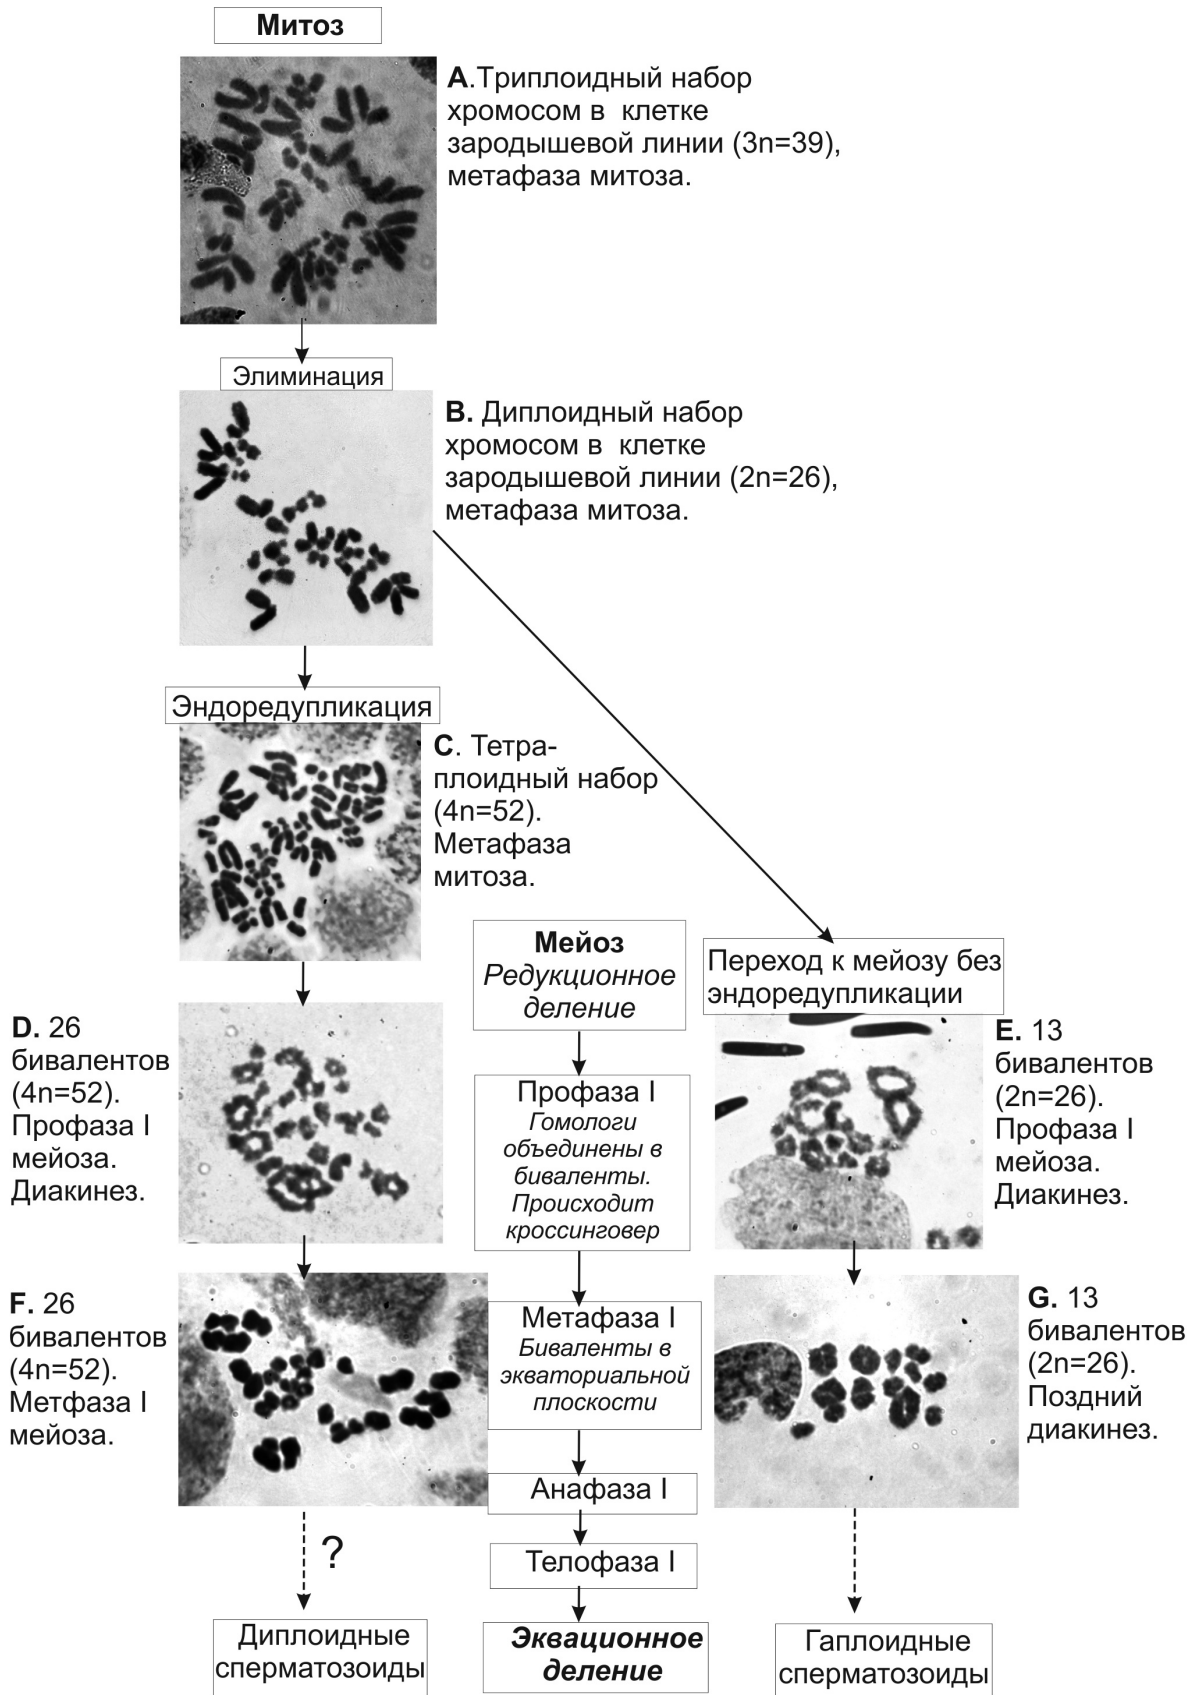 Митоз
A.Триплоидный набор
хромосом в клетке
зародышевой линии (3n=39),
метафаза митоза.
Элиминация
B. Диплоидный набор
хромосом в клетке
зародышевой линии (2n=26),
метафаза митоза.
Эндоредупликация
C. Тетра-
плоидный набор
(4n=52).
Метафаза
митоза.
Мейоз
Редукционное
деление
Переход к мейозу без
эндоредупликации
D. 26
бивалентов
(4n=52).
Профаза I
мейоза.
Диакинез.
Профаза I
Гомологи
объединены в
биваленты.
Происходит
кроссинговер
E. 13
бивалентов
(2n=26).
Профаза I
мейоза.
Диакинез.
F. 26
бивалентов
(4n=52).
Метфаза I
мейоза.
Метафаза I
Биваленты в
экваториальной
плоскости
G. 13
бивалентов
(2n=26).
Поздний
диакинез.
Анафаза I
?
Телофаза I
Диплоидные
сперматозоиды
Эквационное
деление
Гаплоидные
сперматозоиды